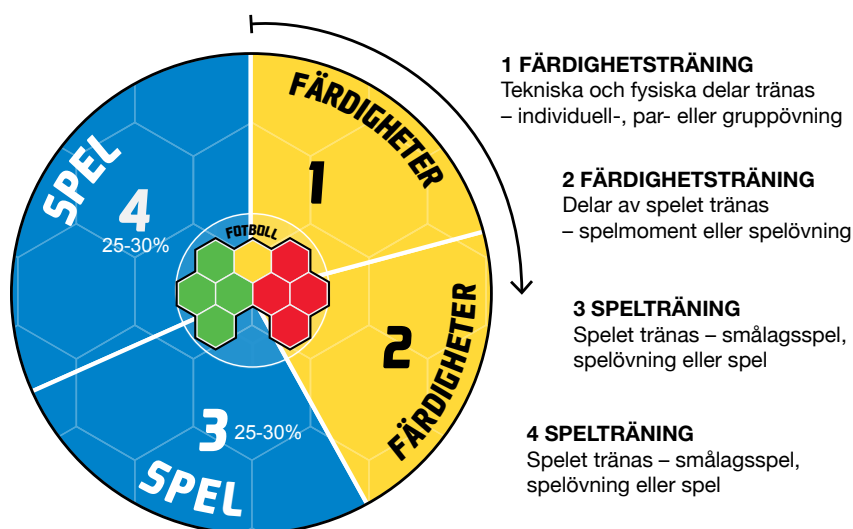 FÄRDIGHETER
1
SPEL
4
25-30%
FOTBOLL
2
FÄRDIGHETER
3 25-30%
SPEL
1 FÄRDIGHETSTRÄNING
Tekniska och fysiska delar tränas
– individuell-, par- eller gruppövning
2 FÄRDIGHETSTRÄNING
Delar av spelet tränas
– spelmoment eller spelövning
3 SPELTRÄNING
Spelet tränas – smålagsspel,
spelövning eller spel
4 SPELTRÄNING
Spelet tränas – smålagsspel,
spelövning eller spel